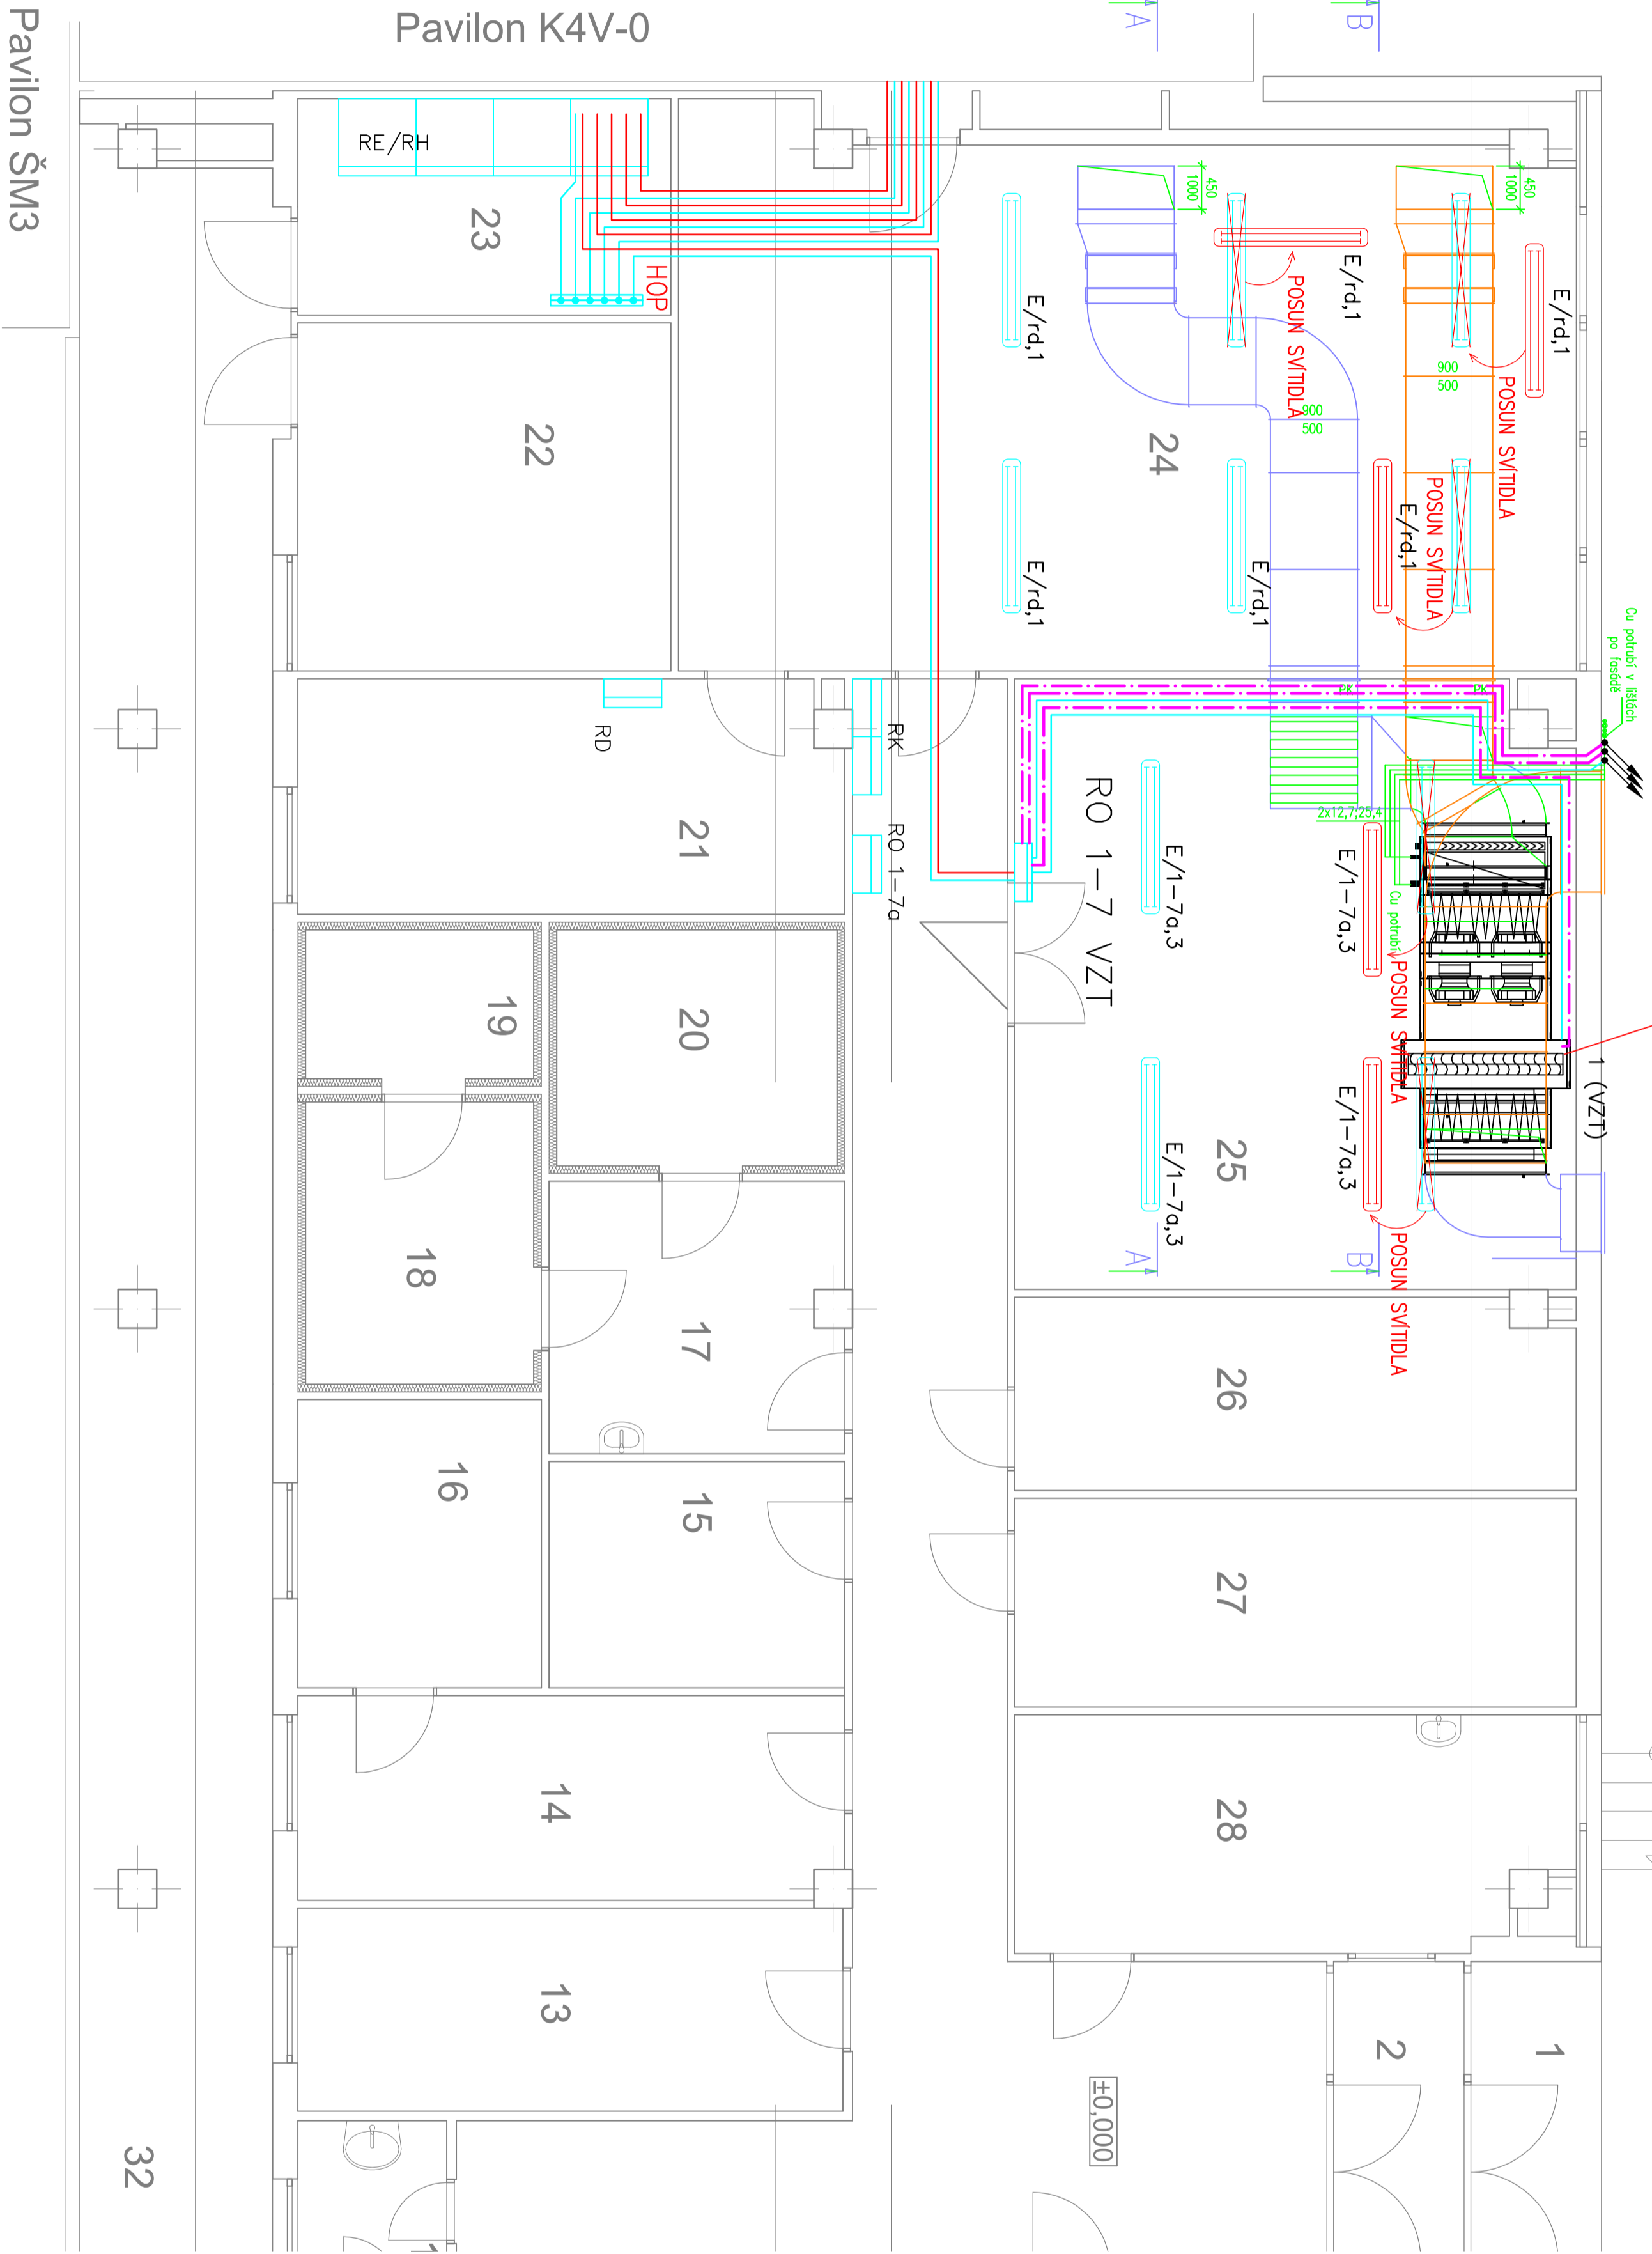 Pavilon K4V-0
Pavilon ŠM3
A
B
RE/RH
23
HOP
450
1000
450
1000
E/rd,1
E/rd,1
E/rd,1
POSUN SVÍTIDLA
POSUN SVÍTIDLA
900
500
900
500
22
24
POSUN SVÍTIDLA
E/rd,1
E/rd,1
E/rd,1
Cu potrubí v lištách
po fasádě
PK
PK
RD
RK
RO 1-7 VZT
2x12,7;25,4
21
RO 1-7a
E/1-7a,3
E/1-7a,3
Cu potrubí
POSUN SVÍTIDLA
19
20
1 (VZT)
E/1-7a,3
E/1-7a,3
25
18
A
B
POSUN SVÍTIDLA
17
26
16
15
27
14
28
13
2
1
±0,000
32